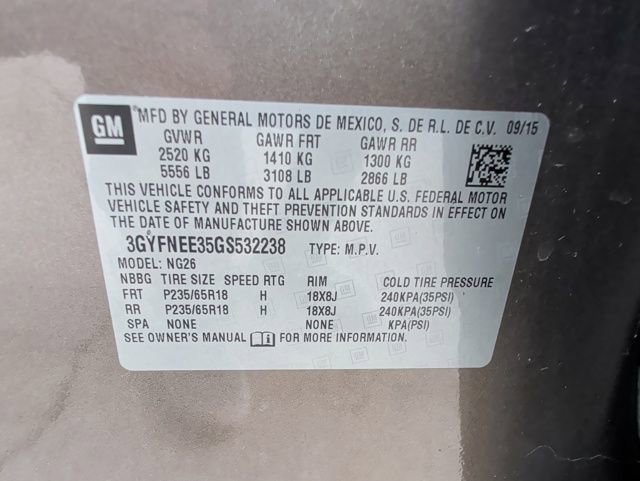 GM MFD BY GENERAL MOTORS DE MEXICO, S. DE R.L. DE C.V. 09/15
GVWR GAWR FRT GAWR RR
2520 KG 1410 KG 1300 KG
5556 LB 3108 LB 2866 LB
THIS VEHICLE CONFORMS TO ALL APPLICABLE U.S. FEDERAL MOTOR
VEHICLE SAFETY AND THEFT PREVENTION STANDARDS IN EFFECT ON
THE DATE OF MANUFACTURE SHOWN ABOVE.
3GYFNEE35GS532238 TYPE: M.P.V.
MODEL: NG26
NBBG TIRE SIZE SPEED RTG RIM COLD TIRE PRESSURE
FRT P235/65R18 H 18X8J 240KPA(35PSI)
RR P235/65R18 H 18X8J 240KPA(35PSI)
SPA NONE NONE KPA(PSI)
SEE OWNER'S MANUAL FOR MORE INFORMATION.